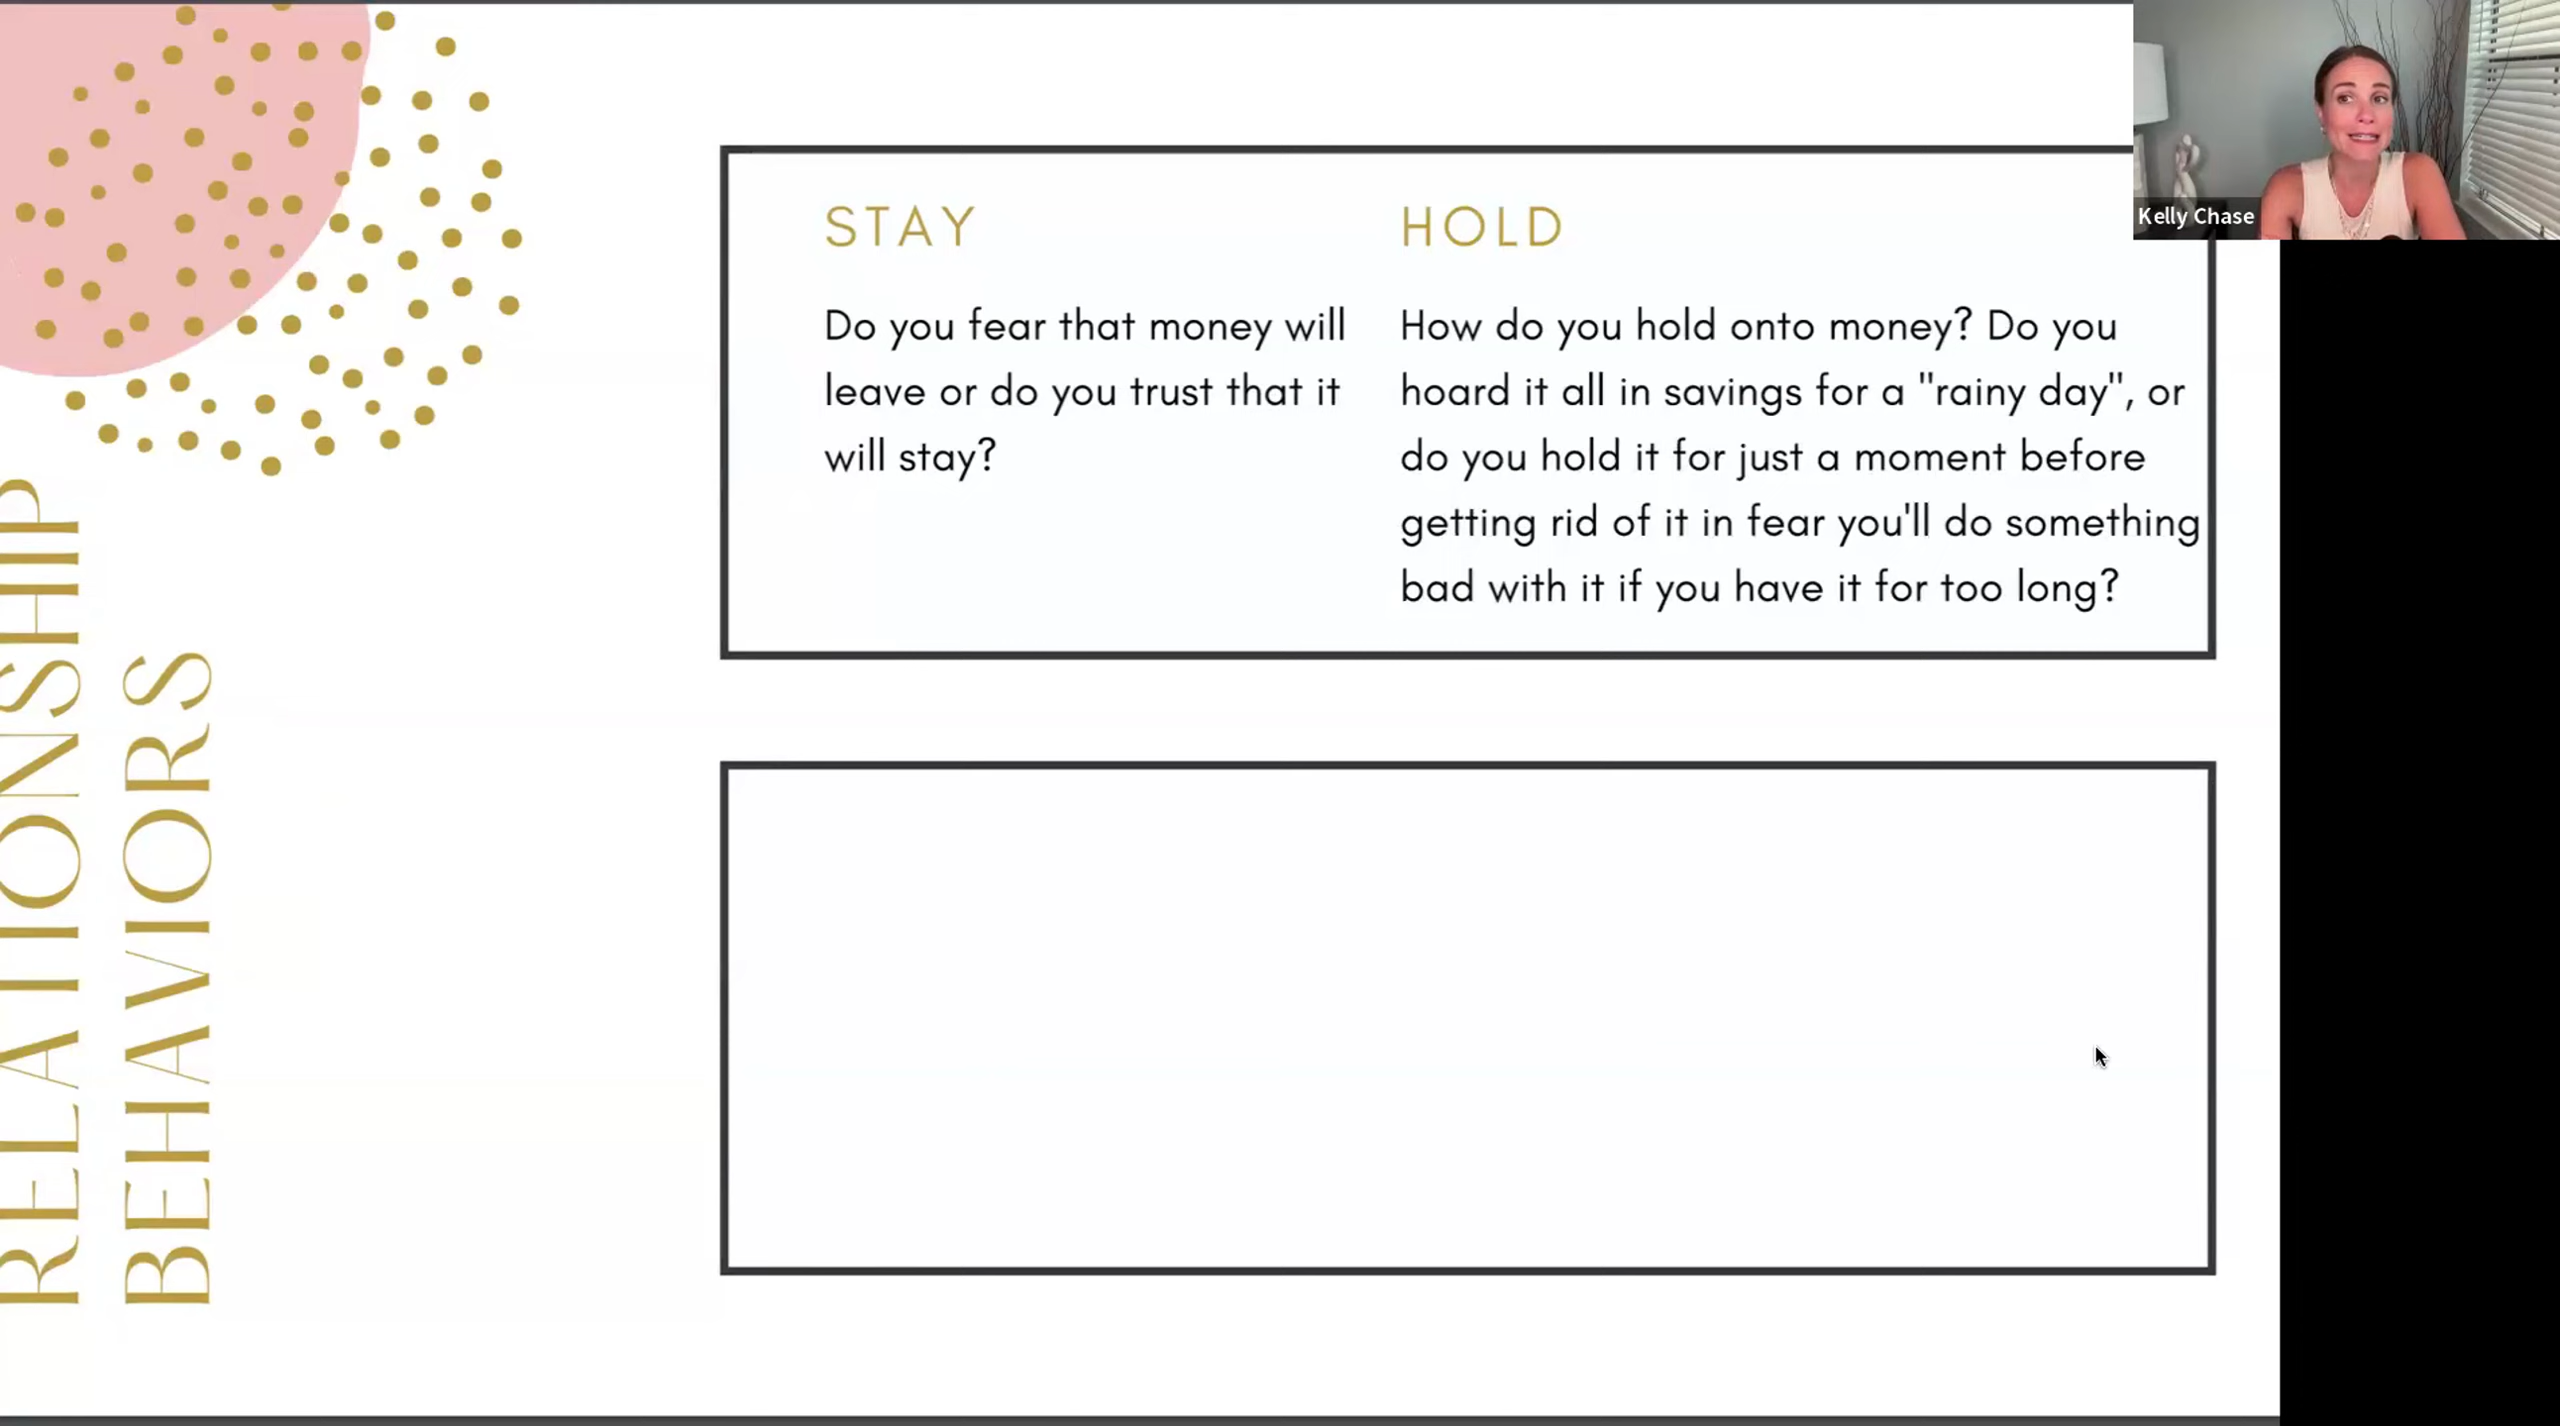 RELATIONSHIP
BEHAVIORS
STAY
Do you fear that money will
leave or do you trust that it
will stay?
HOLD
How do you hold onto money? Do you
hoard it all in savings for a "rainy day", or
do you hold it for just a moment before
getting rid of it in fear you'll do something
bad with it if you have it for too long?
Kelly Chase